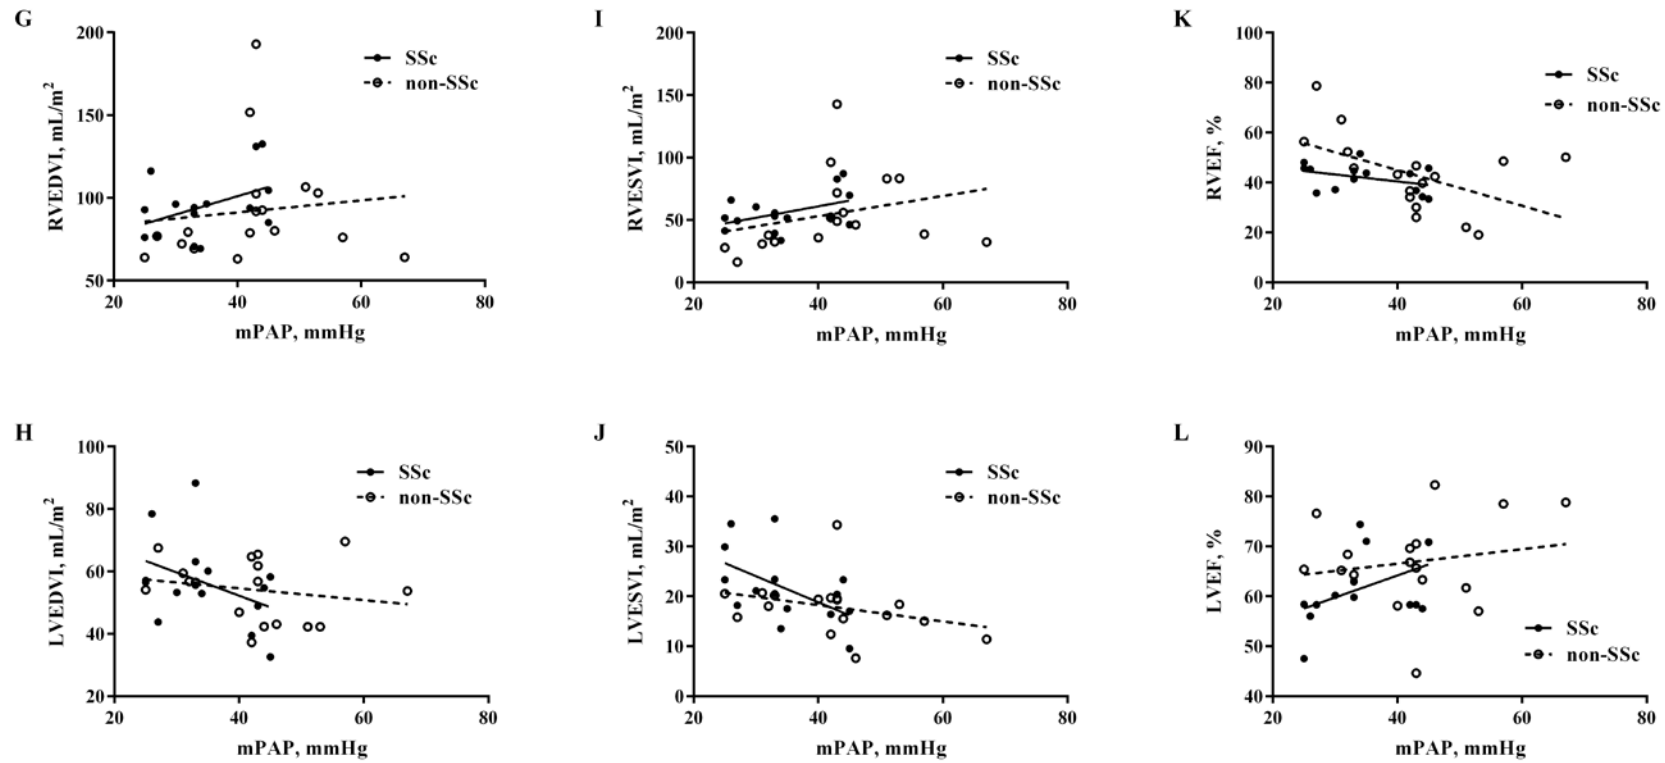 G
200
150
100
50
RVEDVI, mL/m²
SSc
non-SSc
20
40
60
80
mPAP, mmHg
I
200
150
100
50
0
RVESVI, mL/m²
SSc
non-SSc
20
40
60
80
mPAP, mmHg
K
100
80
60
40
20
0
RVEF, %
SSc
non-SSc
20
40
60
80
mPAP, mmHg
H
100
80
60
40
20
LVEDVI, mL/m²
SSc
non-SSc
20
40
60
80
mPAP, mmHg
J
50
40
30
20
10
0
LVESVI, mL/m²
SSc
non-SSc
20
40
60
80
mPAP, mmHg
L
90
80
70
60
50
40
LVEF, %
SSc
non-SSc
20
40
60
80
mPAP, mmHg